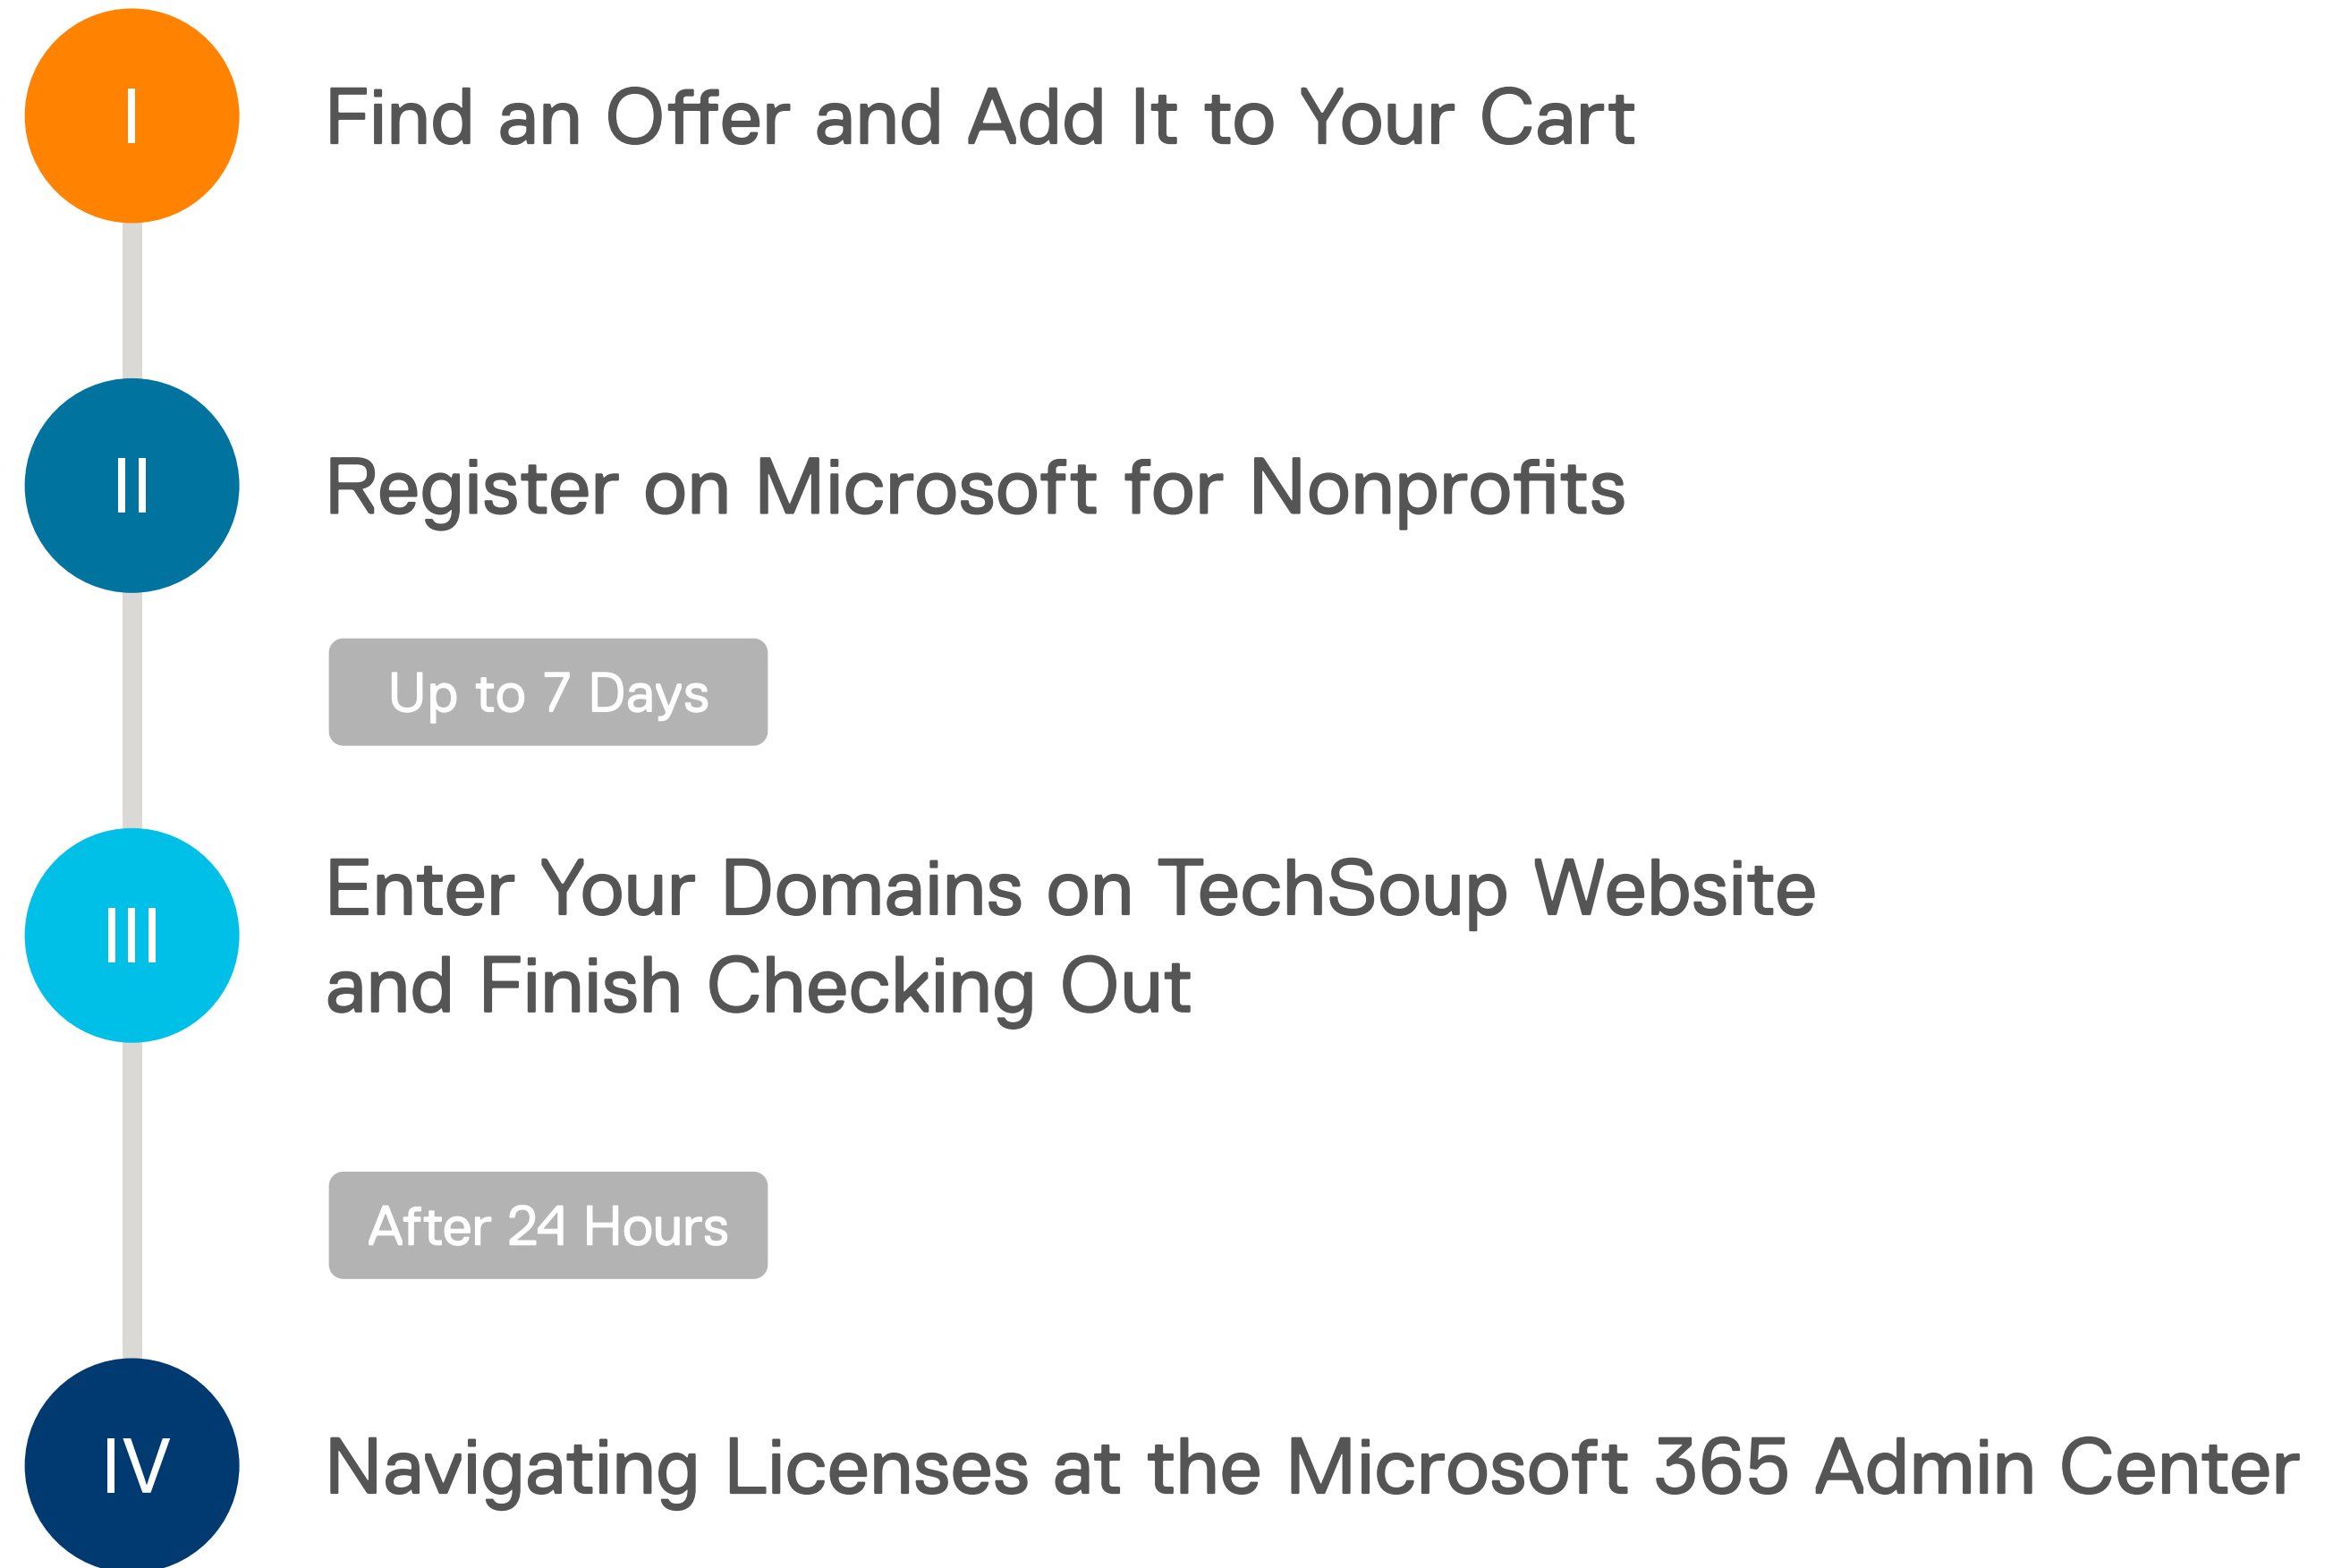 I
Find an Offer and Add It to Your Cart
II
Register on Microsoft for Nonprofits
Up to 7 Days
III
Enter Your Domains on TechSoup Website
and Finish Checking Out
After 24 Hours
IV
Navigating Licenses at the Microsoft 365 Admin Center